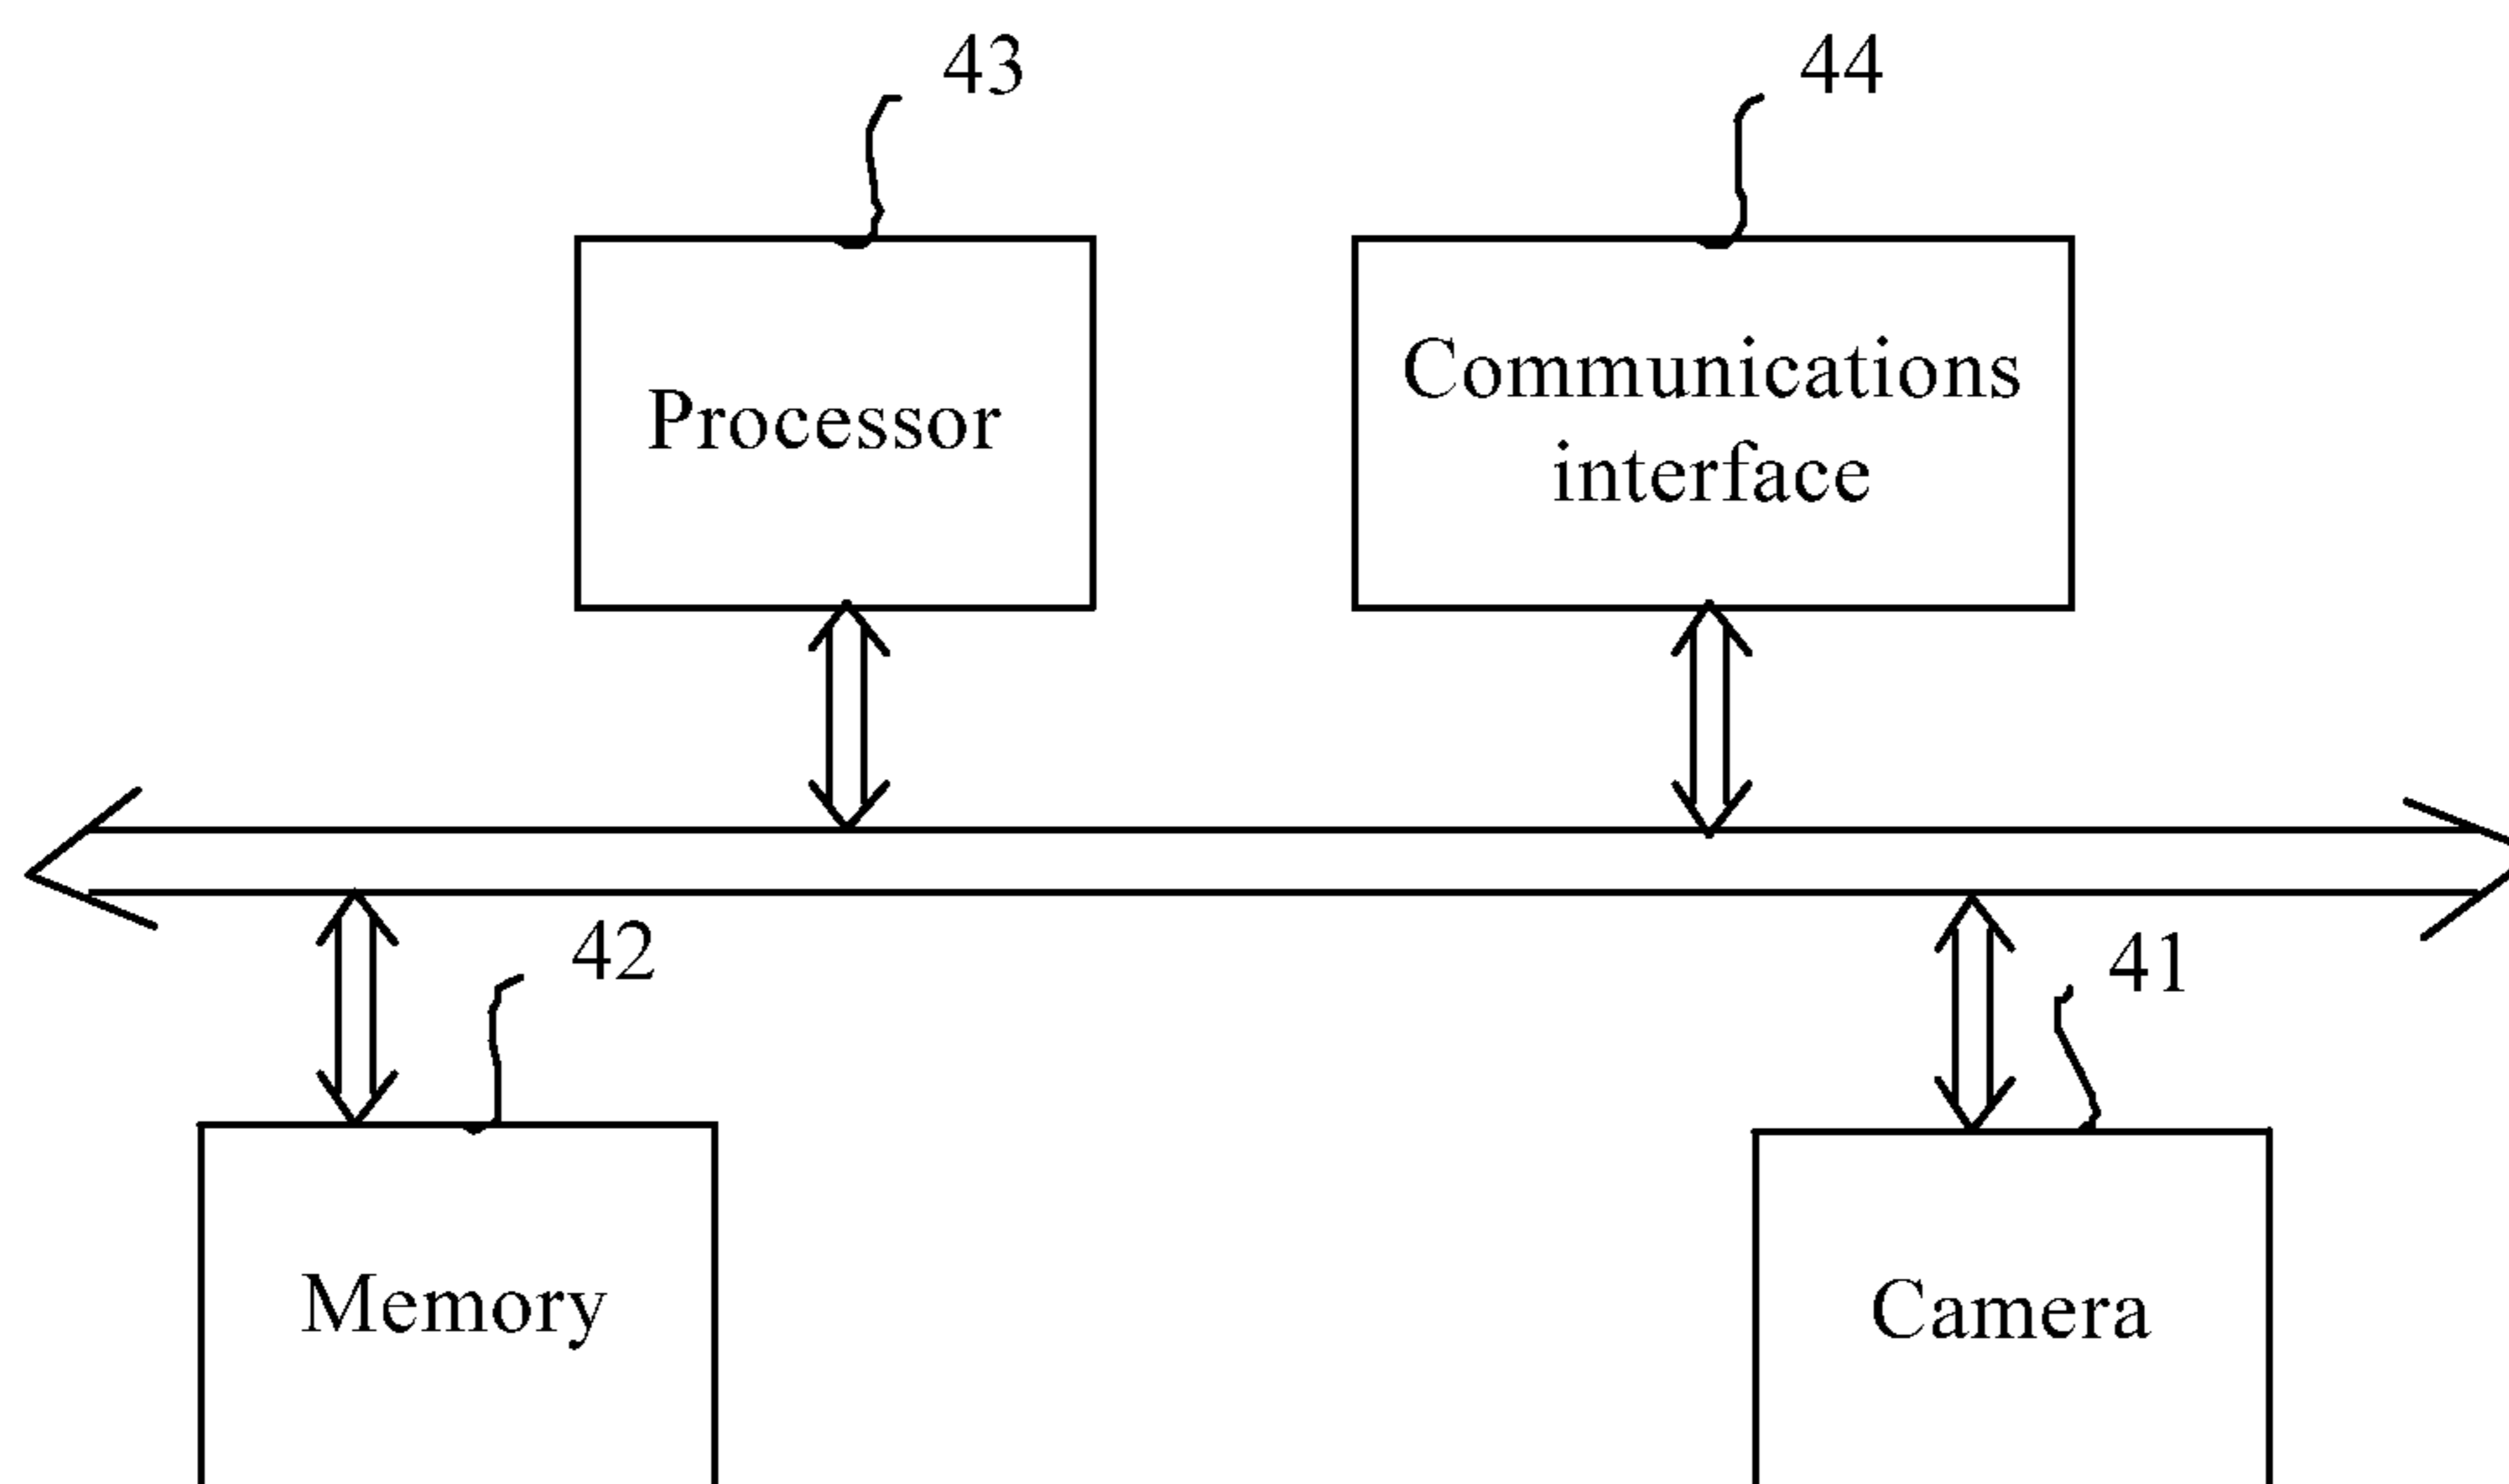 43
44
Processor
Communications
interface
42
41
Memory
Camera